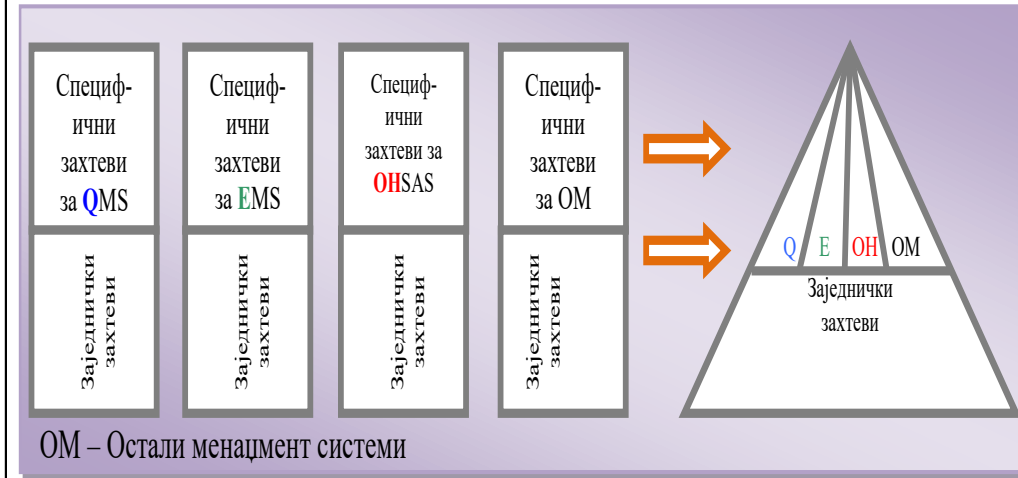 Специф-
ични
захтеви
за QMS
Заједнички
захтеви
Специф-
ични
захтеви
за EMS
Заједнички
захтеви
Специф-
ични
захтеви за
OHSAS
Заједнички
захтеви
Специф-
ични
захтеви
за ОМ
Заједнички
захтеви
Q E OH OM
Заједнички
захтеви
ОМ – Остали менаџмент системи